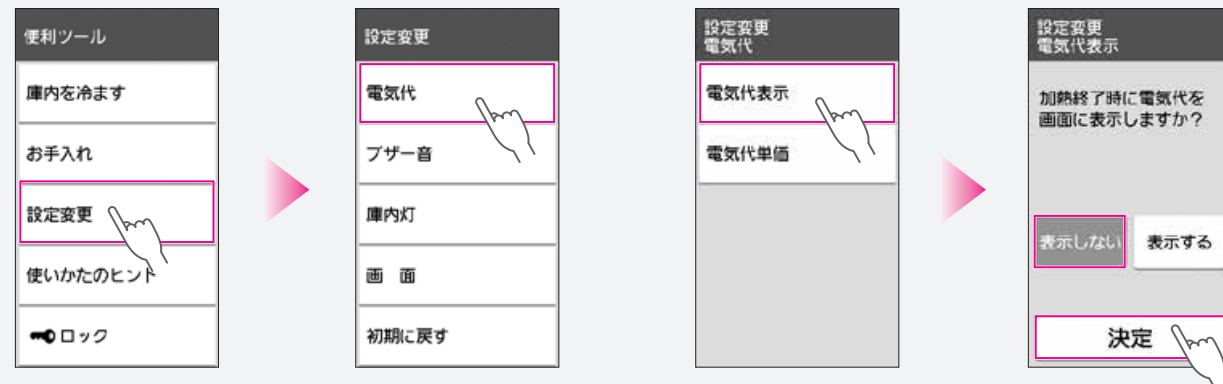 便利ツール
庫内を冷ます
お手入れ
設定変更
使いかたのヒント
ロック
設定変更
電気代
ブザー音
庫内灯
画 面
初期に戻す
設定変更
電気代
電気代表示
電気代単価
設定変更
電気代表示
加熱終了時に電気代を
画面に表示しますか？
表示しない 表示する
決定